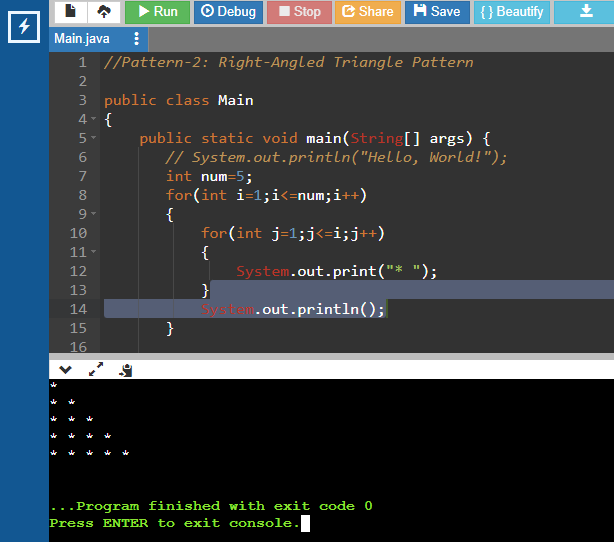 Run Debug Stop Share Save { } Beautify
Main.java
1 //Pattern-2: Right-Angled Triangle Pattern
2
3 public class Main
4 {
5 public static void main(String[] args) {
6 // System.out.println("Hello, World!");
7 int num=5;
8 for(int i=1;i<=num;i++)
9 {
10 for(int j=1;j<=i;j++)
11 {
12 System.out.print("* ");
13 }
14 System.out.println();
15 }
16
*
* *
* * *
* * * *
* * * * *
...Program finished with exit code 0
Press ENTER to exit console.